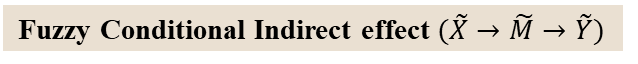 Fuzzy Conditional Indirect effect (X̃ → M̃ → Ỹ)